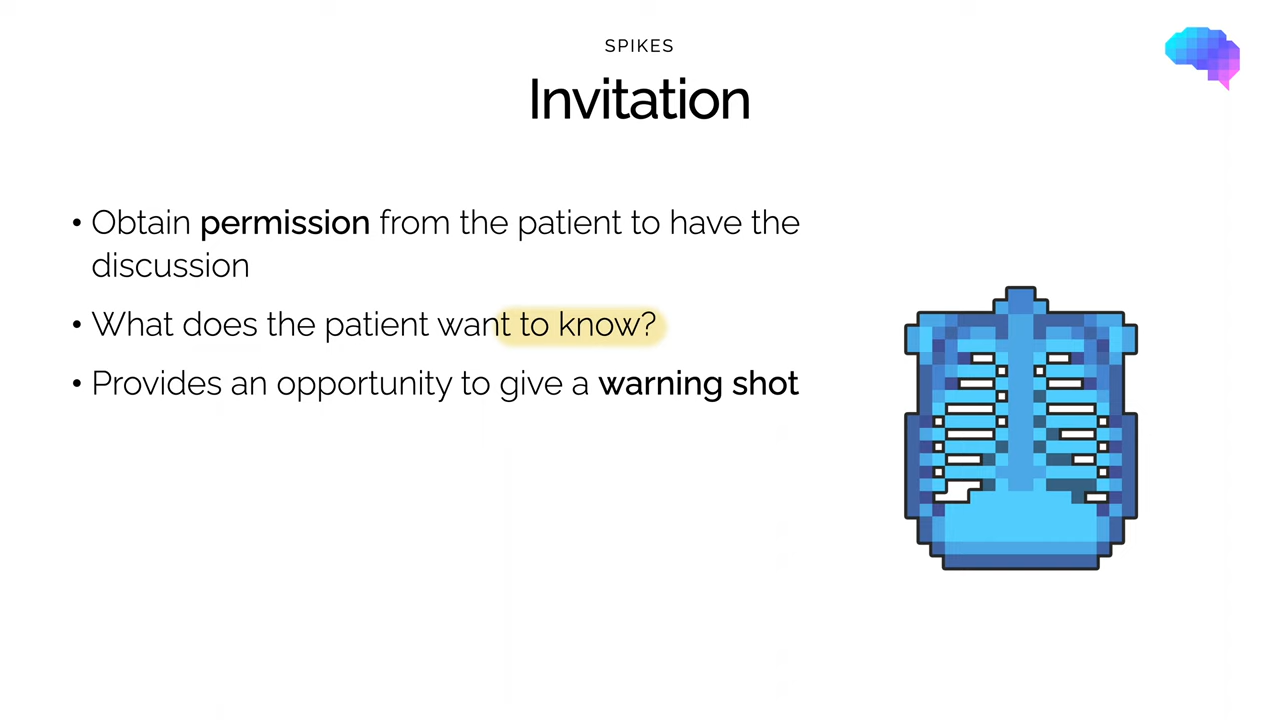 SPIKES
Invitation
• Obtain permission from the patient to have the
discussion
• What does the patient want to know?
• Provides an opportunity to give a warning shot